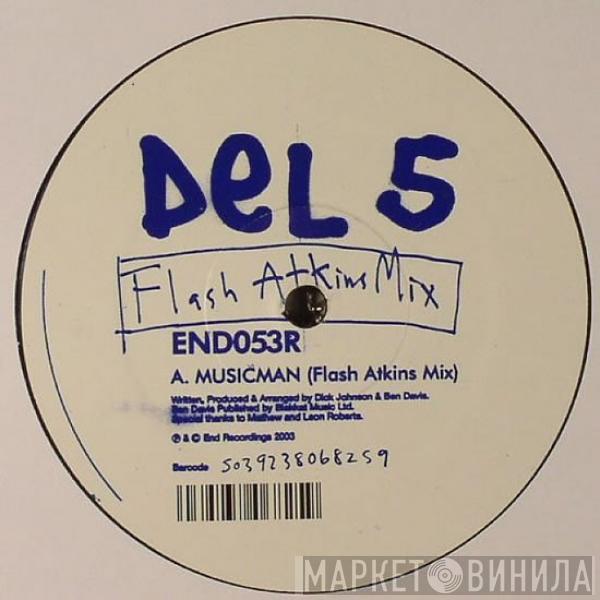 DeL 5
Flash Atkins Mix
END053R
A. MUSICMAN (Flash Atkins Mix)
Written, Produced & Arranged by Dick Johnson & Ben Davis.
Ben Davis Published by Blakkat Music Ltd.
Special thanks to Mathew and Leon Roberts.
℗ & © End Recordings 2003
Barcode 5039238068259
МАРКЕТ ВИНИЛА